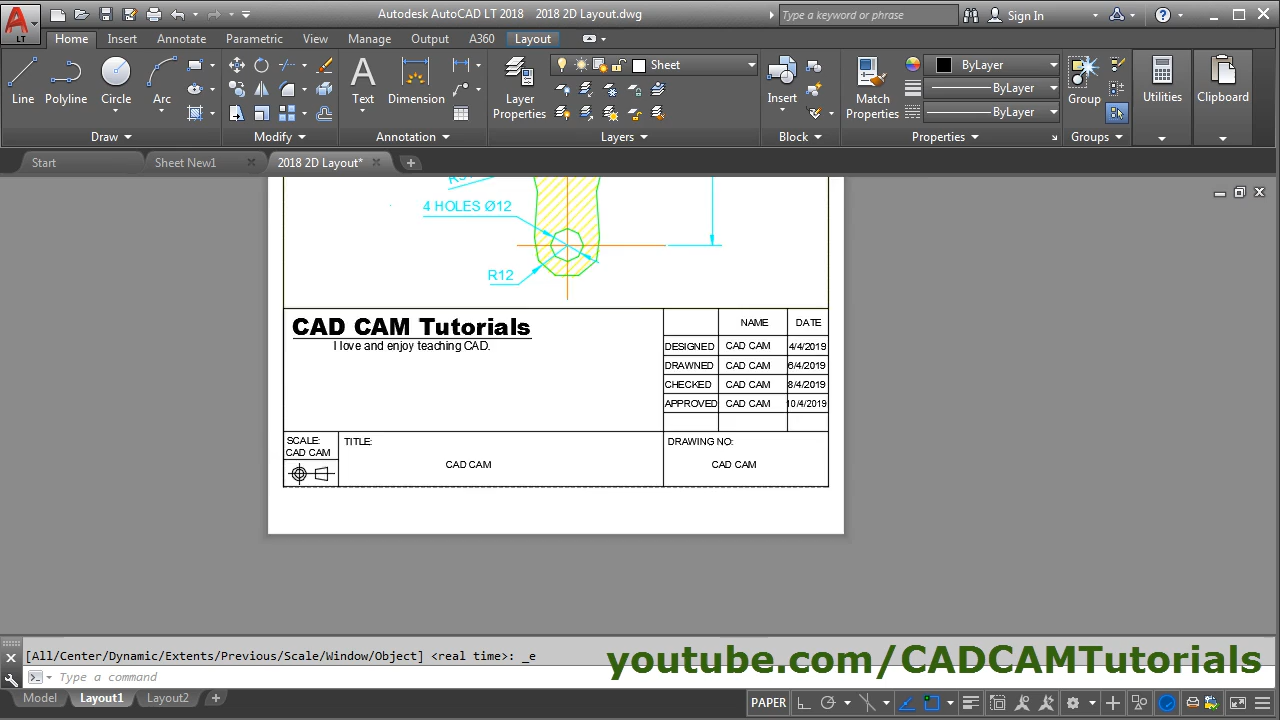 Autodesk AutoCAD LT 2018 2018 2D Layout.dwg
Type a keyword or phrase
Sign In
LT
Home Insert Annotate Parametric View Manage Output A360 Layout
Sheet
ByLayer
ByLayer
ByLayer
Line Polyline Circle Arc
Text Dimension
Layer Properties
Insert
Match Properties
Group
Utilities
Clipboard
Draw Modify Annotation Layers Block Properties Groups
Start Sheet New1 2018 2D Layout*
4 HOLES Ø12
R12
CAD CAM Tutorials
I love and enjoy teaching CAD.
NAME DATE
DESIGNED CAD CAM 4/4/2019
DRAWNED CAD CAM 6/4/2019
CHECKED CAD CAM 8/4/2019
APPROVED CAD CAM 10/4/2019
SCALE: TITLE: DRAWING NO:
CAD CAM
CAD CAM CAD CAM
[All/Center/Dynamic/Extents/Previous/Scale/Window/Object] <real time>: _e
Type a command
youtube.com/CADCAMTutorials
Model Layout1 Layout2
PAPER